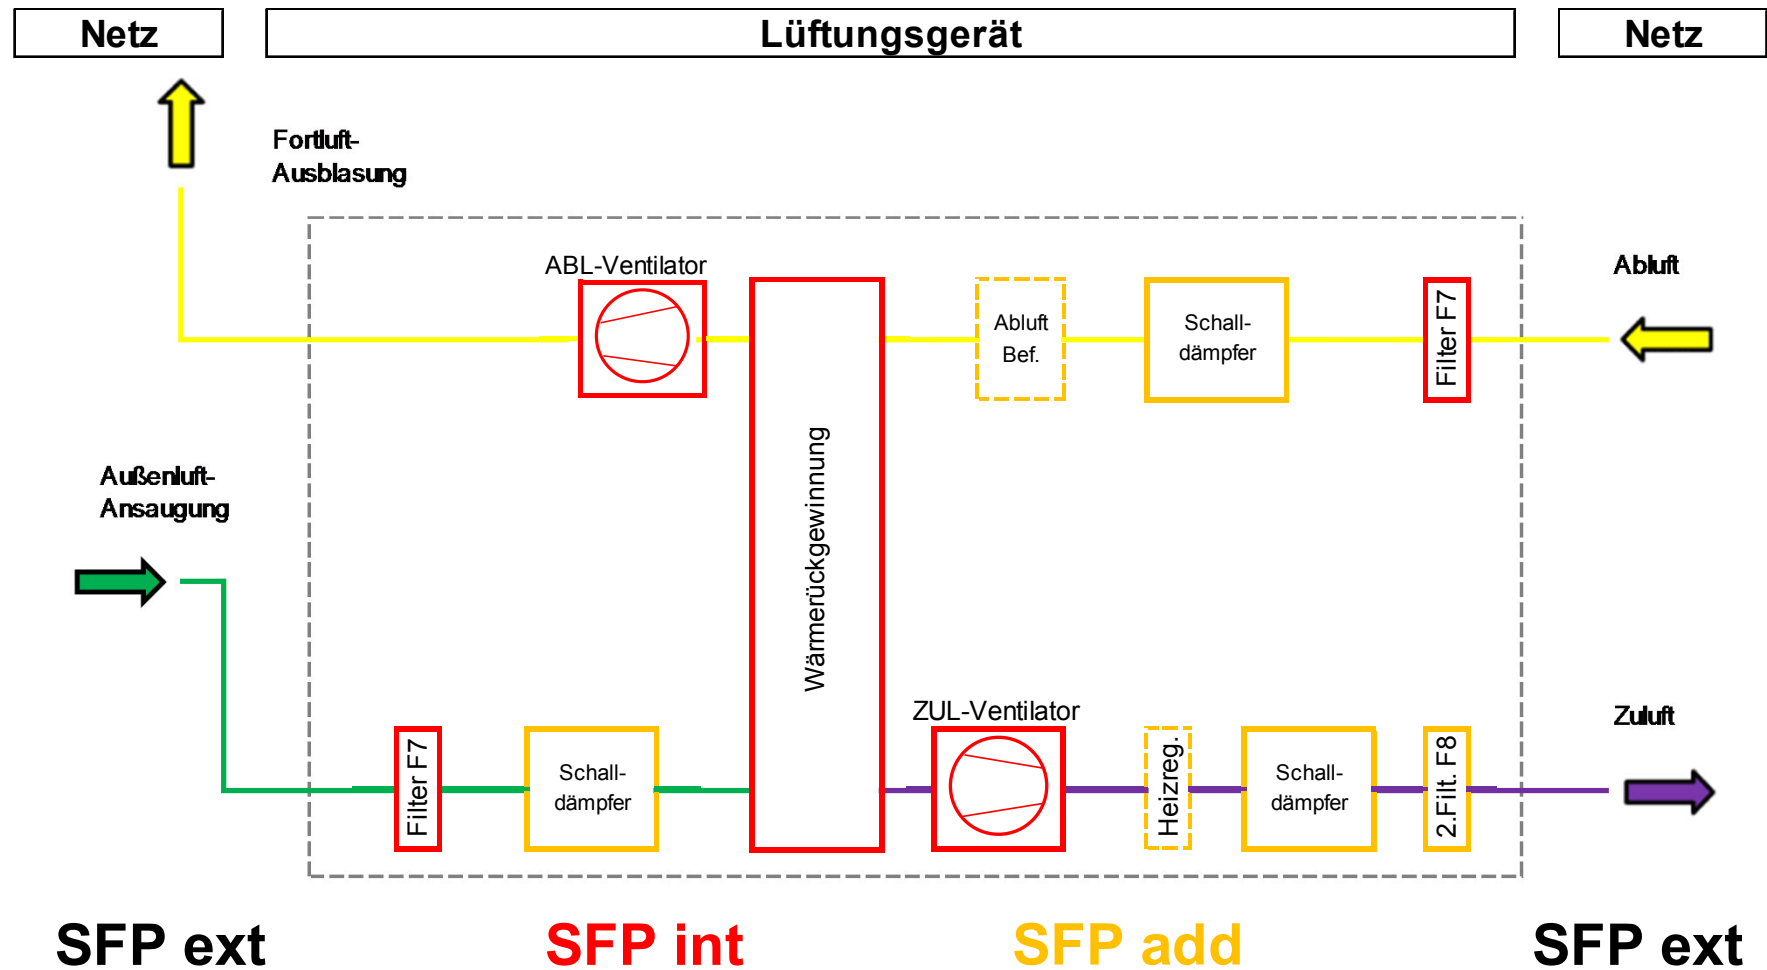 Netz
Lüftungsgerät
Netz
Fortluft-
Ausblasung
ABL-Ventilator
Abluft
Abluft
Bef.
Schall-
dämpfer
Filter F7
Wärmerückgewinnung
Außenluft-
Ansaugung
ZUL-Ventilator
Zuluft
Filter F7
Schall-
dämpfer
Heizreg.
Schall-
dämpfer
2.Filt. F8
SFP ext
SFP int
SFP add
SFP ext